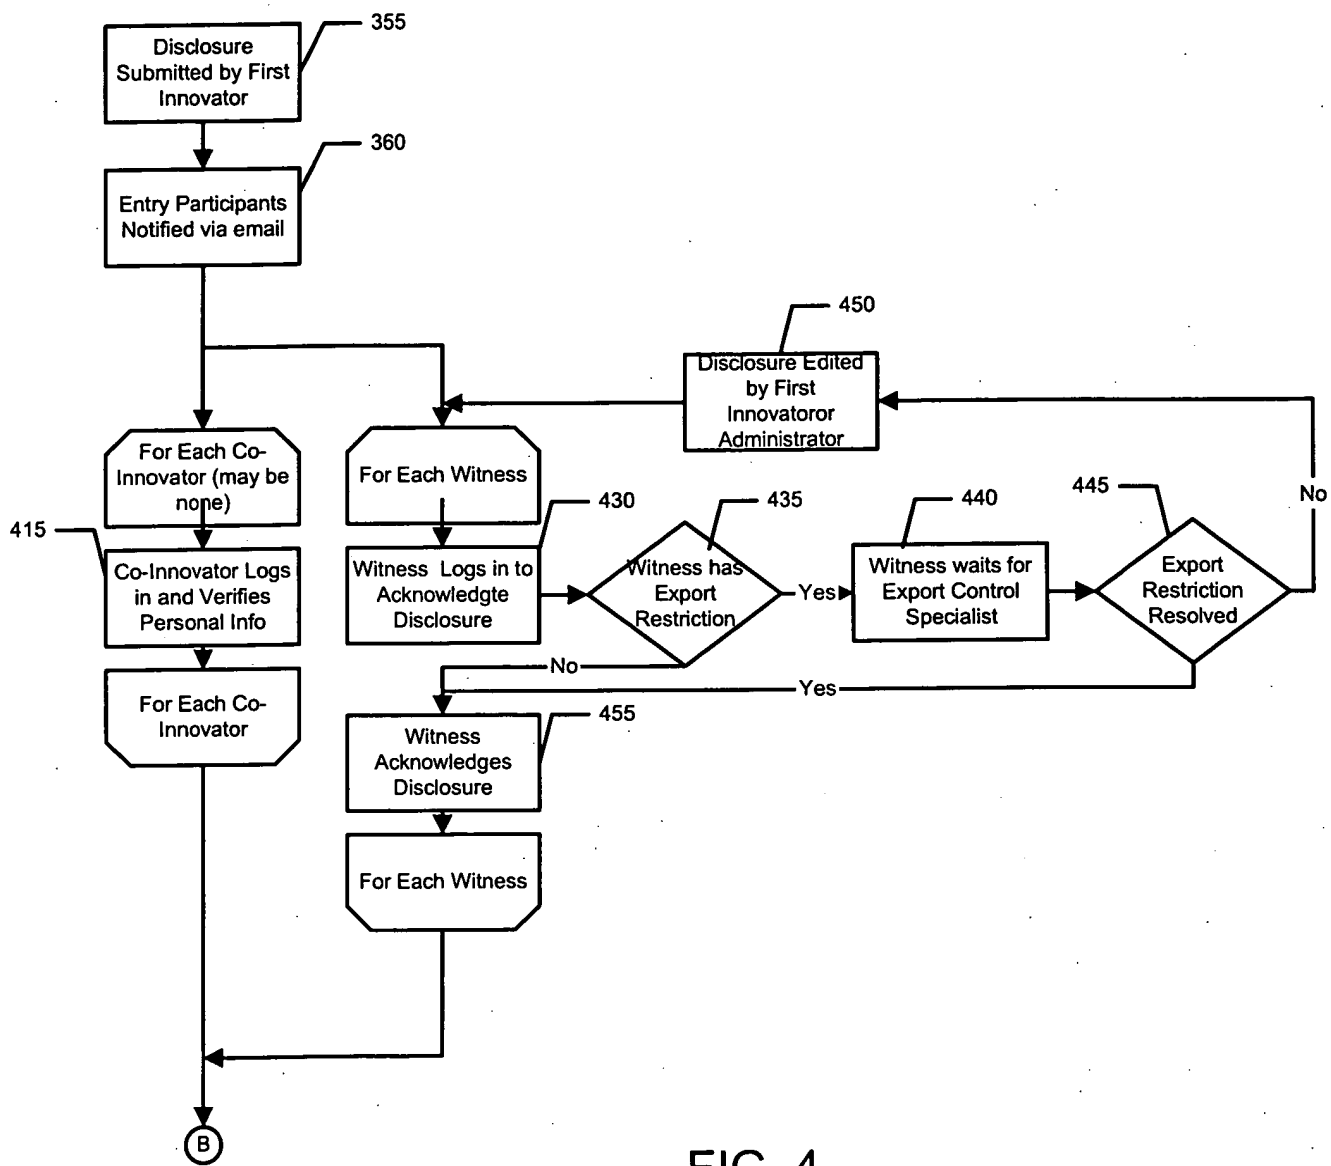 355
Disclosure
Submitted by First
Innovator
360
Entry Participants
Notified via email
450
Disclosure Edited
by First
Innovatoror
Administrator
For Each Co-
Innovator (may be
none)
For Each Witness
430
435
440
445
No
415
Co-Innovator Logs
in and Verifies
Personal Info
Witness Logs in to
Acknowledgte
Disclosure
Witness has
Export
Restriction
Yes
Witness waits for
Export Control
Specialist
Export
Restriction
Resolved
No
Yes
For Each Co-
Innovator
455
Witness
Acknowledges
Disclosure
For Each Witness
B
FIG. 4